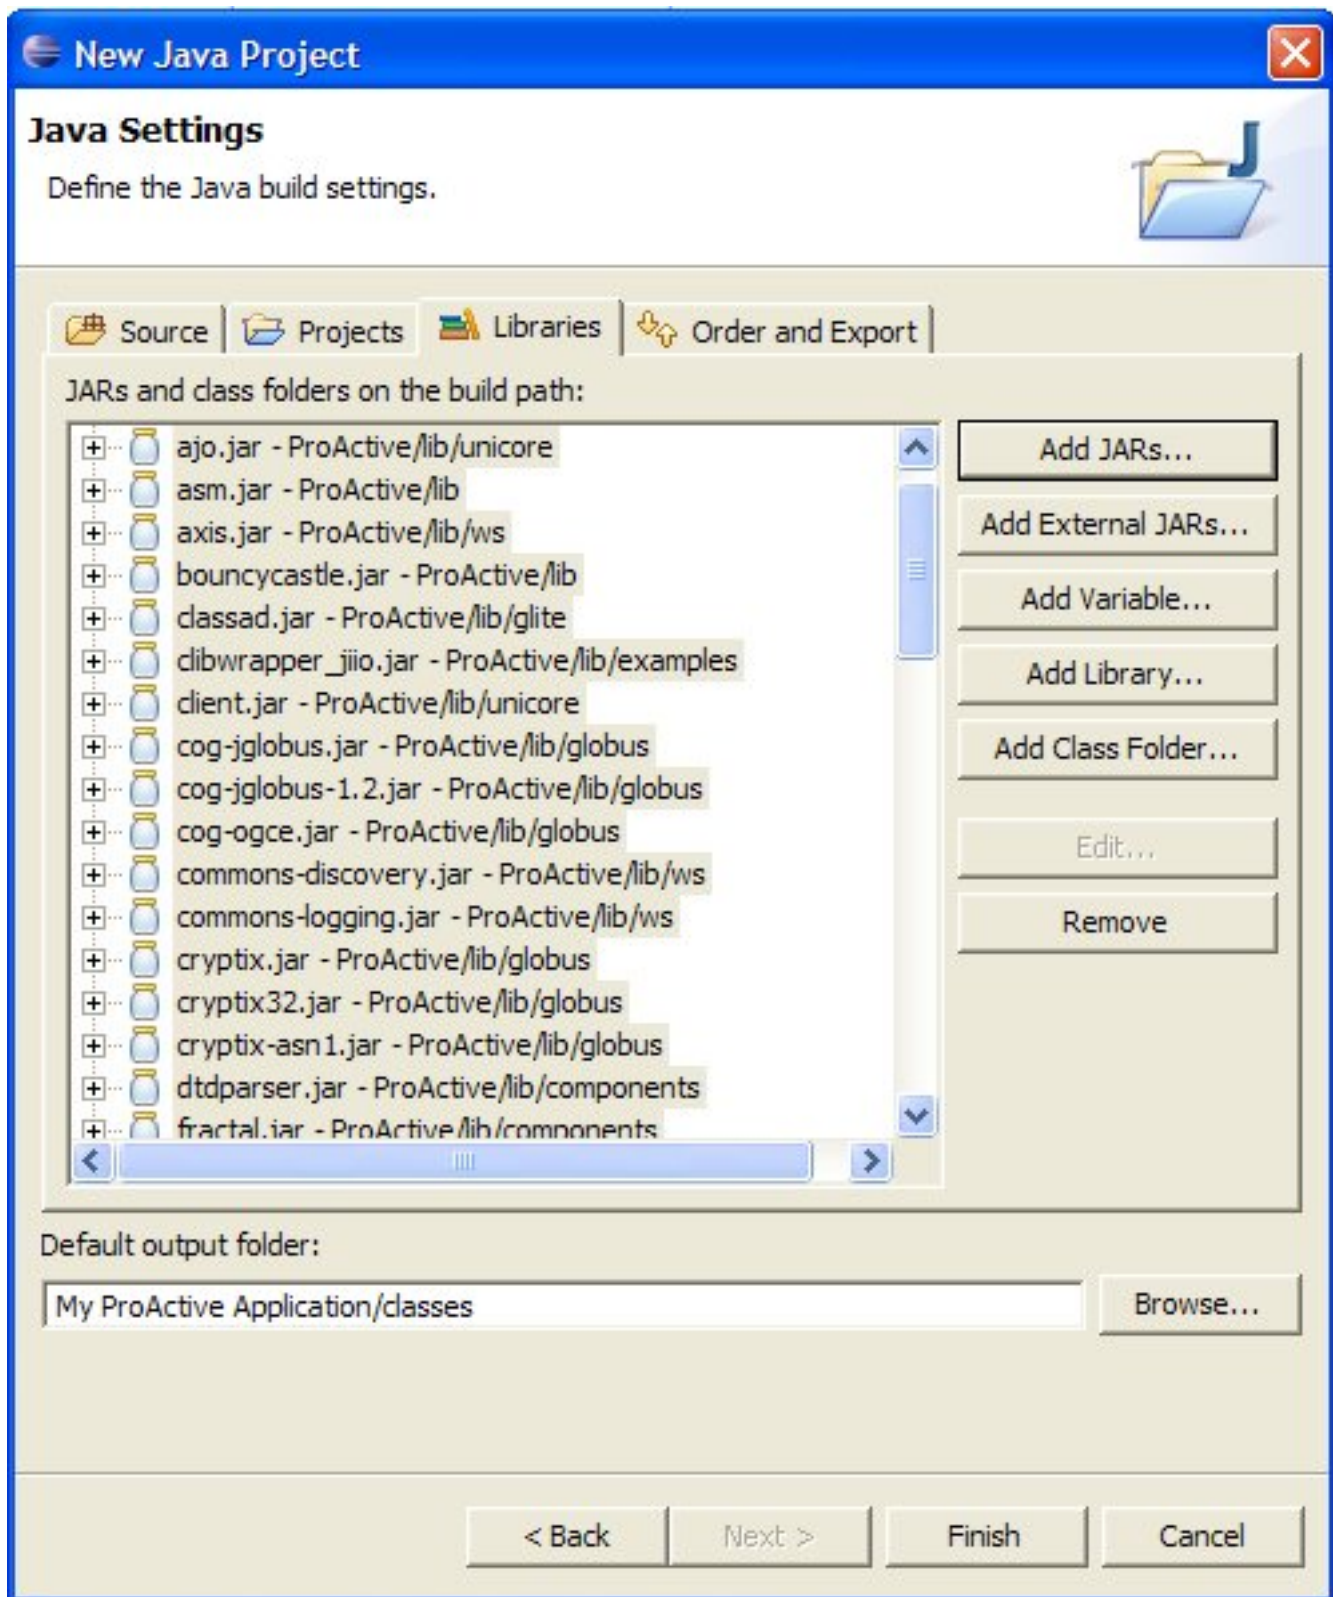 New Java Project
Java Settings
Define the Java build settings.
Source Projects Libraries Order and Export
JARs and class folders on the build path:
ajo.jar - ProActive/lib/unicore
asm.jar - ProActive/lib
axis.jar - ProActive/lib/ws
bouncycastle.jar - ProActive/lib
classad.jar - ProActive/lib/glite
clibwrapper_jiio.jar - ProActive/lib/examples
client.jar - ProActive/lib/unicore
cog-jglobus.jar - ProActive/lib/globus
cog-jglobus-1.2.jar - ProActive/lib/globus
cog-ogce.jar - ProActive/lib/globus
commons-discovery.jar - ProActive/lib/ws
commons-logging.jar - ProActive/lib/ws
cryptix.jar - ProActive/lib/globus
cryptix32.jar - ProActive/lib/globus
cryptix-asn1.jar - ProActive/lib/globus
dtdparser.jar - ProActive/lib/components
fractal.jar - ProActive/lib/components
Add JARs...
Add External JARs...
Add Variable...
Add Library...
Add Class Folder...
Edit...
Remove
Default output folder:
My ProActive Application/classes
Browse...
< Back Next > Finish Cancel